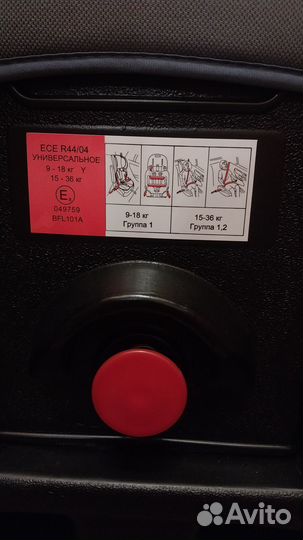 ECE R44/04
УНИВЕРСАЛЬНОЕ
9 - 18 кг Y
15 - 36 кг
E
049759
BFL101A
9-18 кг
Группа 1
15-36 кг
Группа 1,2
Avito